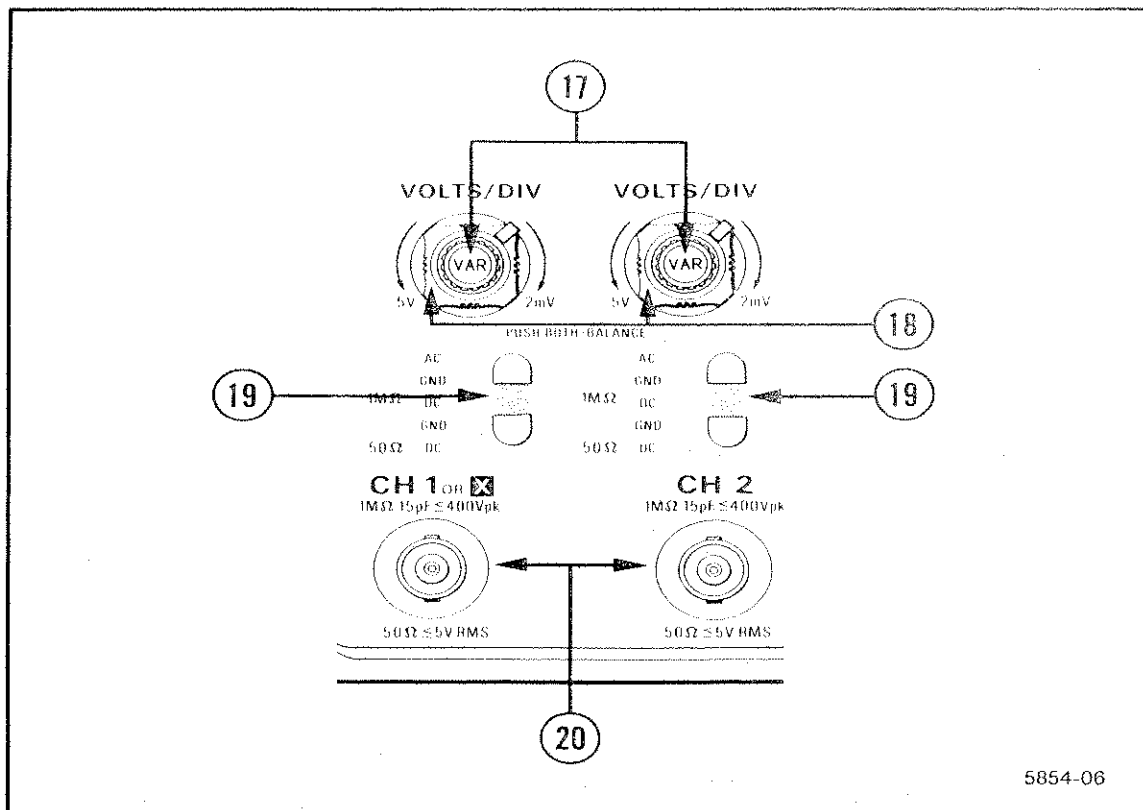 17
VOLTS/DIV VOLTS/DIV
VAR VAR
5V 2mV 5V 2mV
18
PUSH BOTH-BALANCE
AC AC
GND GND
19 1MΩ DC 1MΩ DC 19
GND GND
50Ω DC 50Ω DC
CH 1 OR X CH 2
1MΩ 15pF ≤400Vpk 1MΩ 15pF ≤400Vpk
50Ω ≤5V RMS 50Ω ≤5V RMS
20
5854-06